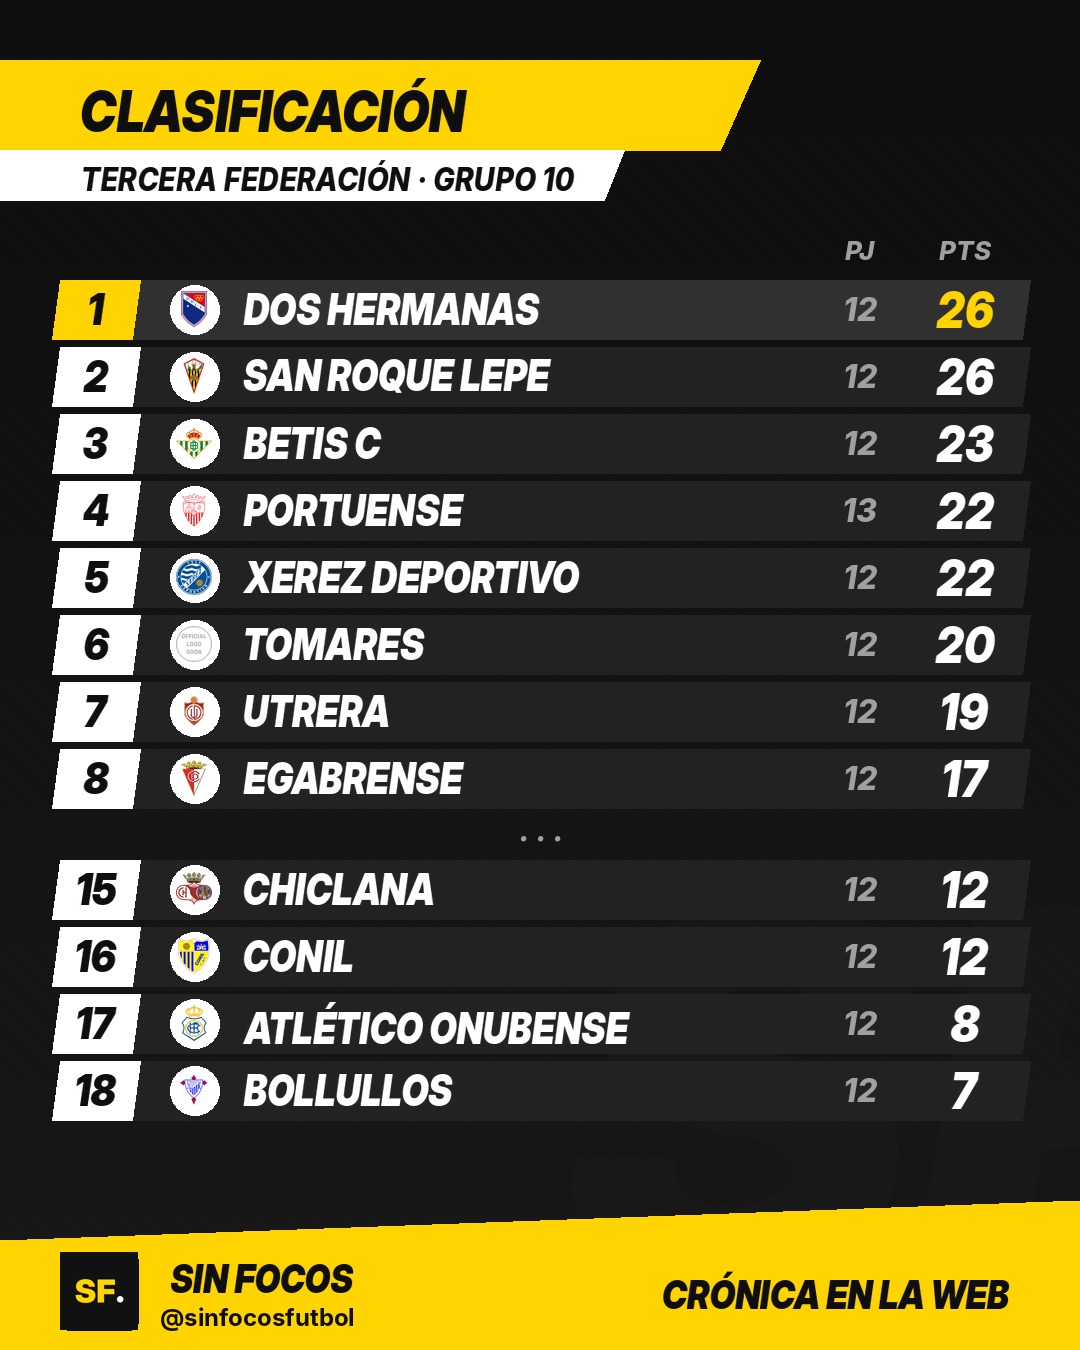 CLASIFICACIÓN
TERCERA FEDERACIÓN · GRUPO 10
PJ PTS
1 DOS HERMANAS 12 26
2 SAN ROQUE LEPE 12 26
3 BETIS C 12 23
4 PORTUENSE 13 22
5 XEREZ DEPORTIVO 12 22
6 OFFICIAL LOGO SOON TOMARES 12 20
7 UTRERA 12 19
8 EGABRENSE 12 17
...
15 CHICLANA 12 12
16 CONIL 12 12
17 ATLÉTICO ONUBENSE 12 8
18 BOLLULLOS 12 7
SF. SIN FOCOS
@sinfocosfutbol
CRÓNICA EN LA WEB